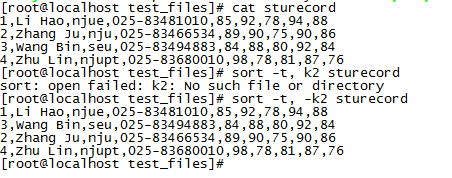 [root@localhost test_files]# cat sturecord
1,Li Hao,njue,025-83481010,85,92,78,94,88
2,Zhang Ju,nju,025-83466534,89,90,75,90,86
3,Wang Bin,seu,025-83494883,84,88,80,92,84
4,Zhu Lin,njupt,025-83680010,98,78,81,87,76
[root@localhost test_files]# sort -t, k2 sturecord
sort: open failed: k2: No such file or directory
[root@localhost test_files]# sort -t, -k2 sturecord
1,Li Hao,njue,025-83481010,85,92,78,94,88
3,Wang Bin,seu,025-83494883,84,88,80,92,84
2,Zhang Ju,nju,025-83466534,89,90,75,90,86
4,Zhu Lin,njupt,025-83680010,98,78,81,87,76
[root@localhost test_files]#